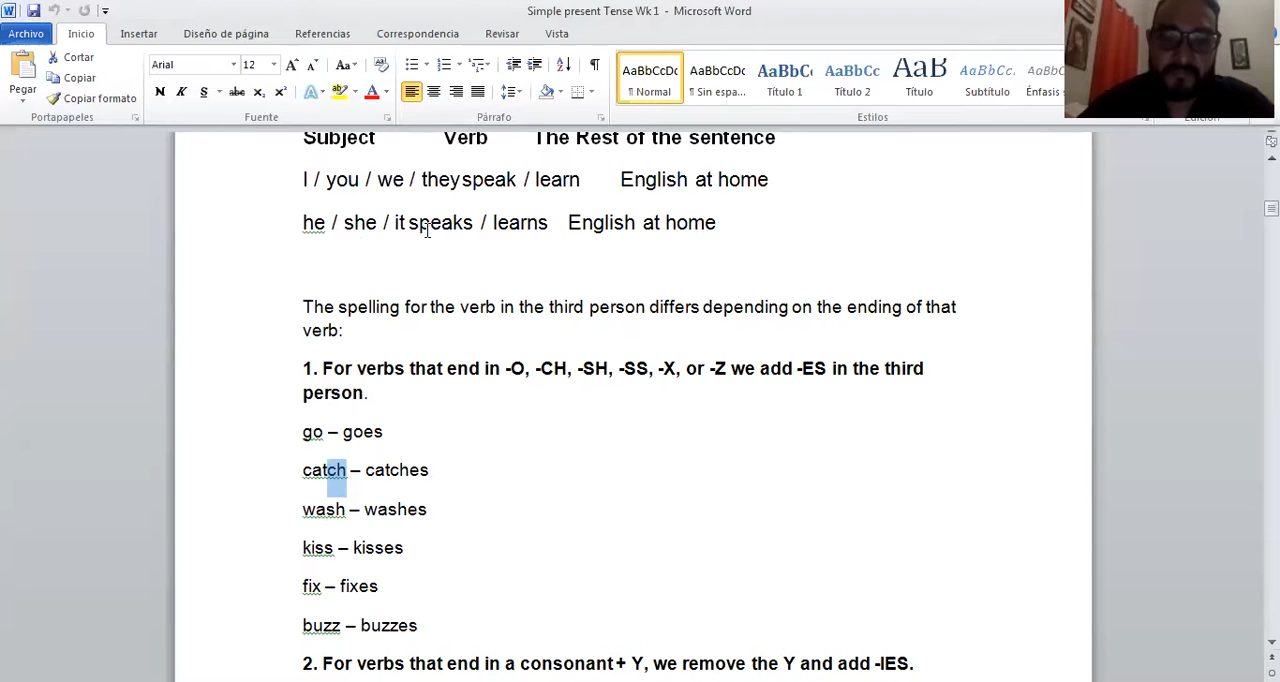 Simple present Tense Wk1 - Microsoft Word
Archivo Inicio Insertar Diseño de página Referencias Correspondencia Revisar Vista
Cortar
Copiar
Copiar formato
Pegar
Portapapeles
Arial 12
N K S abc x₂ x²
Fuente
Párrafo
AaBbCcDc AaBbCcDc AaBbC AaBbCc AaB AaBbCc. AaBbCc
¶ Normal ¶ Sin espa... Título 1 Título 2 Título Subtítulo Énfasis
Estilos
Subject Verb The Rest of the sentence
I / you / we / they speak / learn English at home
he / she / it speaks / learns English at home
The spelling for the verb in the third person differs depending on the ending of that
verb:
1. For verbs that end in -O, -CH, -SH, -SS, -X, or -Z we add -ES in the third
person.
go – goes
catch – catches
wash – washes
kiss – kisses
fix – fixes
buzz – buzzes
2. For verbs that end in a consonant + Y, we remove the Y and add -IES.